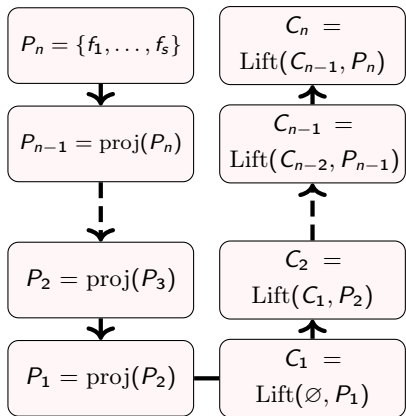 P_n = {f_1, . . . , f_s}
P_{n−1} = proj(P_n)
P_2 = proj(P_3)
P_1 = proj(P_2)
C_n =
Lift(C_{n−1}, P_n)
C_{n−1} =
Lift(C_{n−2}, P_{n−1})
C_2 =
Lift(C_1, P_2)
C_1 =
Lift(∅, P_1)